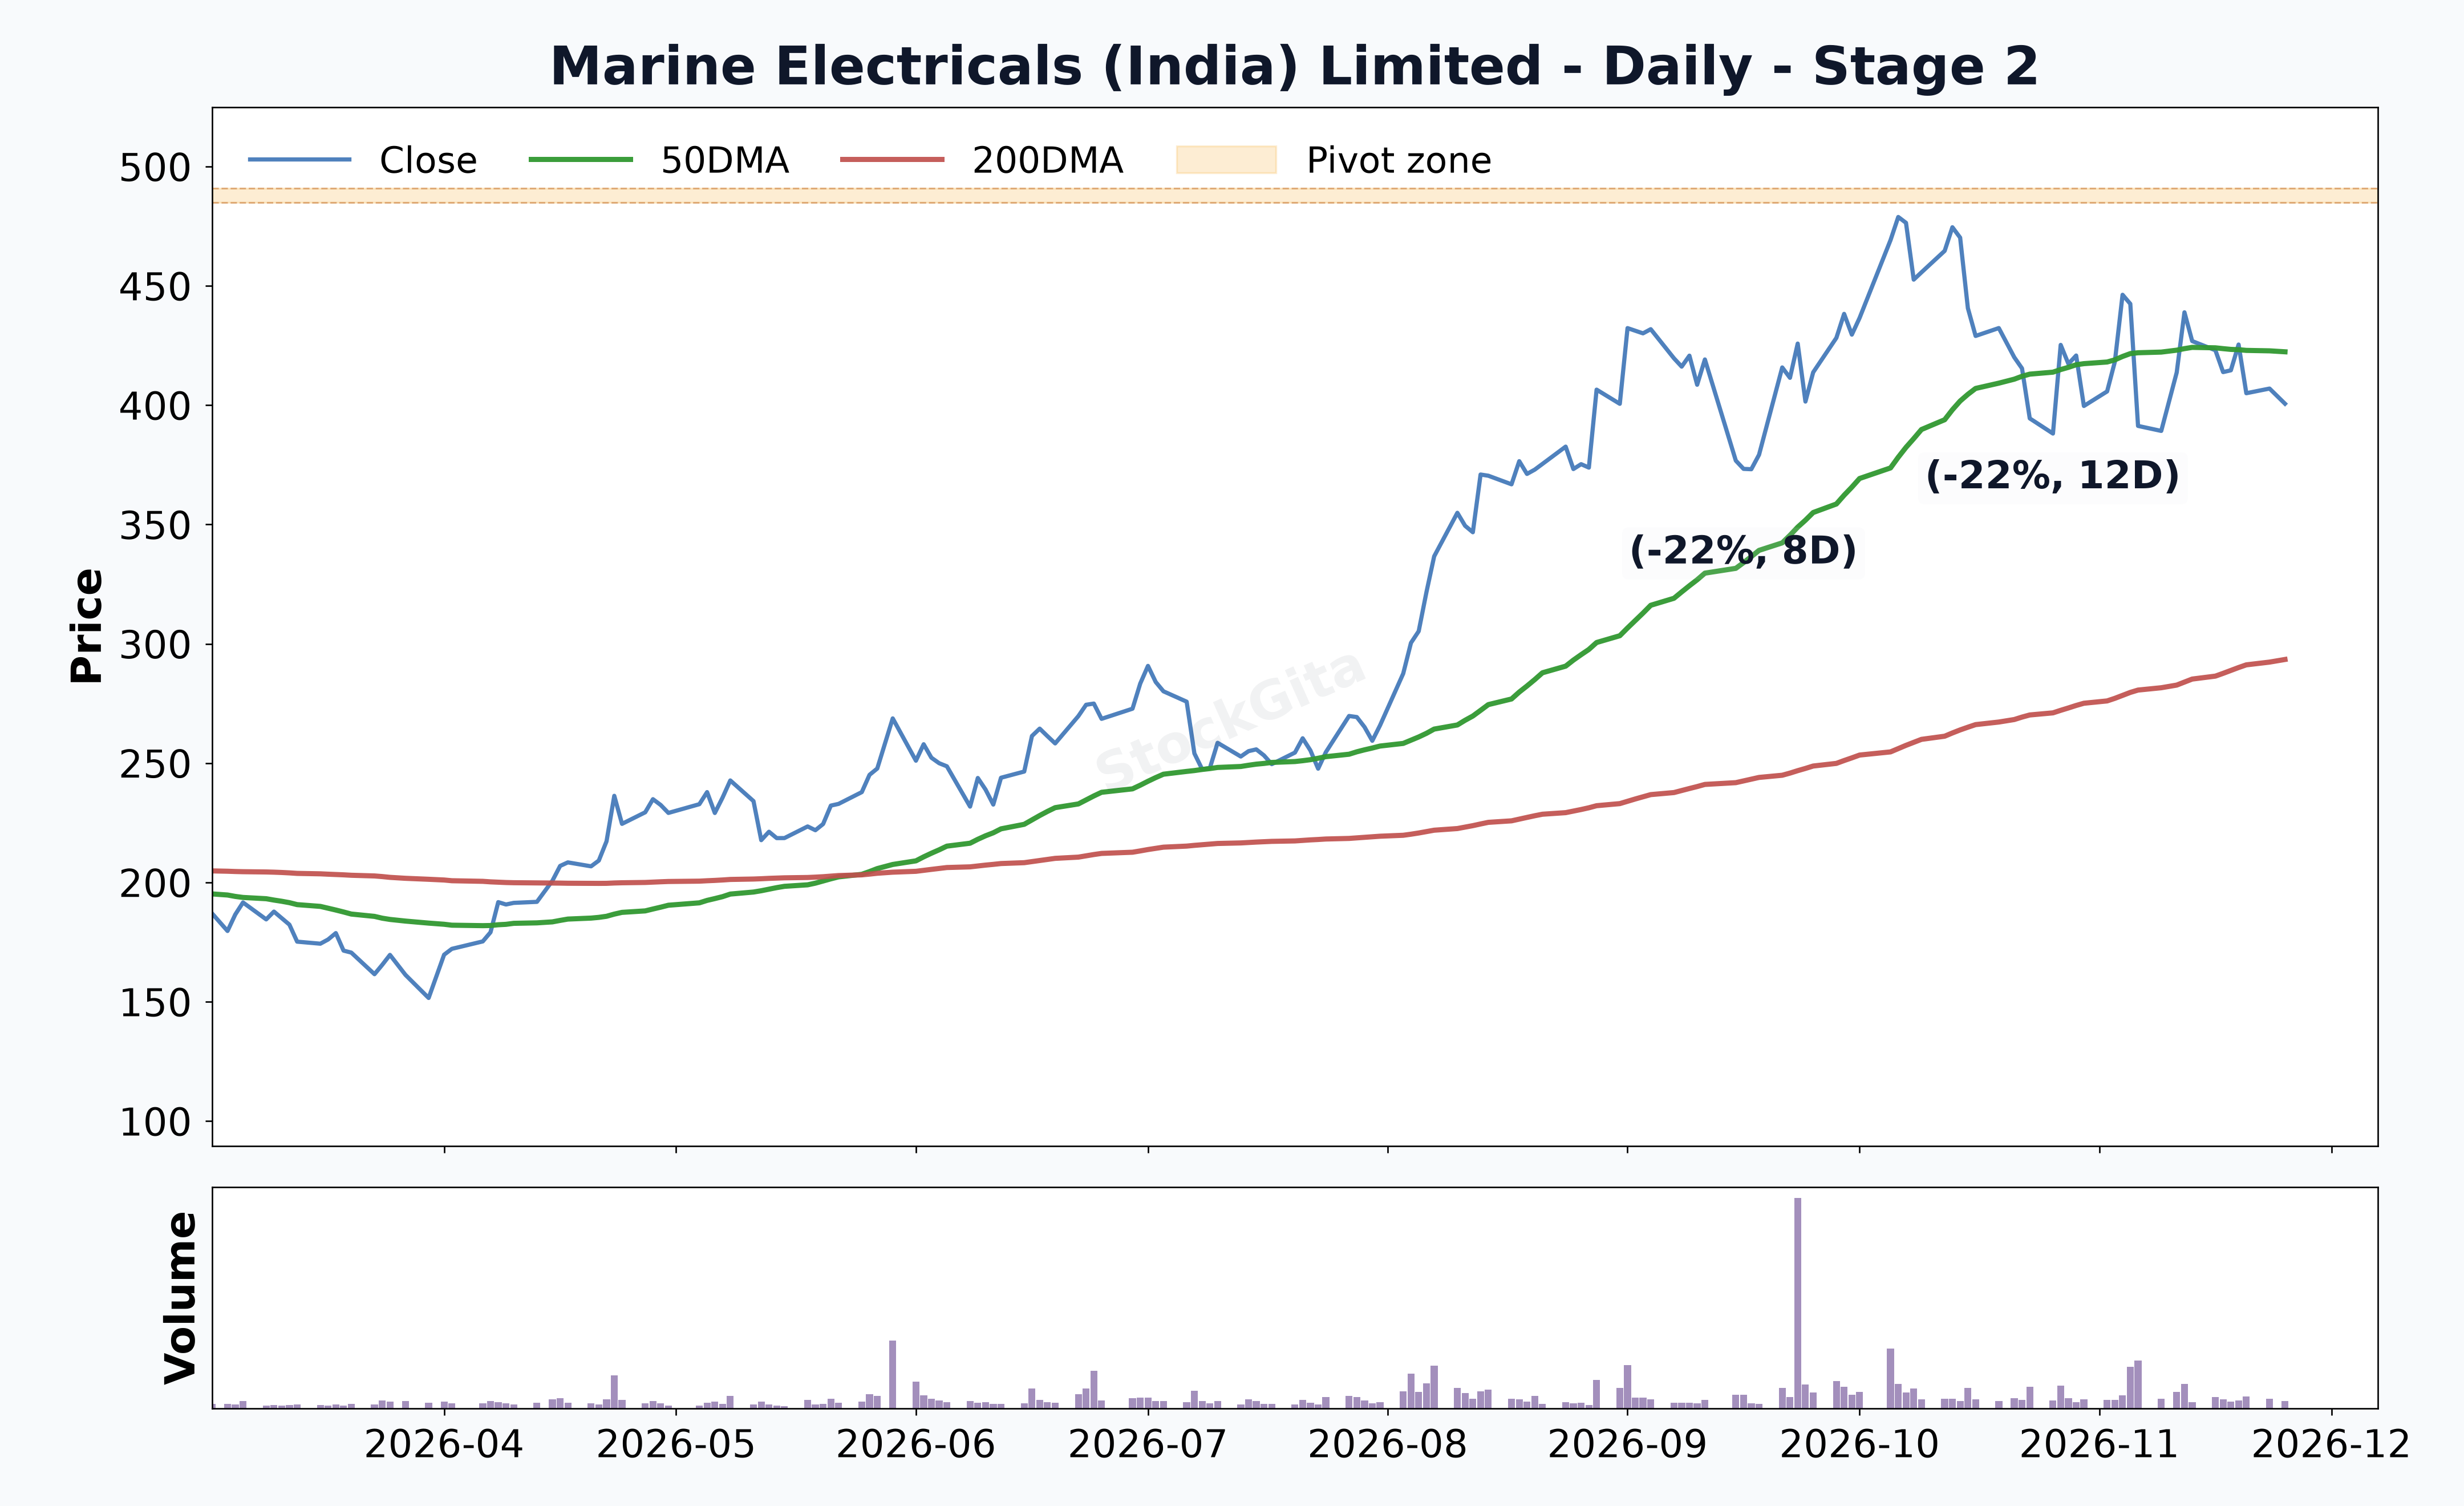 Marine Electricals (India) Limited - Daily - Stage 2
Close 50DMA 200DMA Pivot zone
500
450
400
350
300
250
200
150
100
Price
(-22%, 12D)
(-22%, 8D)
StockGita
Volume
2026-04 2026-05 2026-06 2026-07 2026-08 2026-09 2026-10 2026-11 2026-12